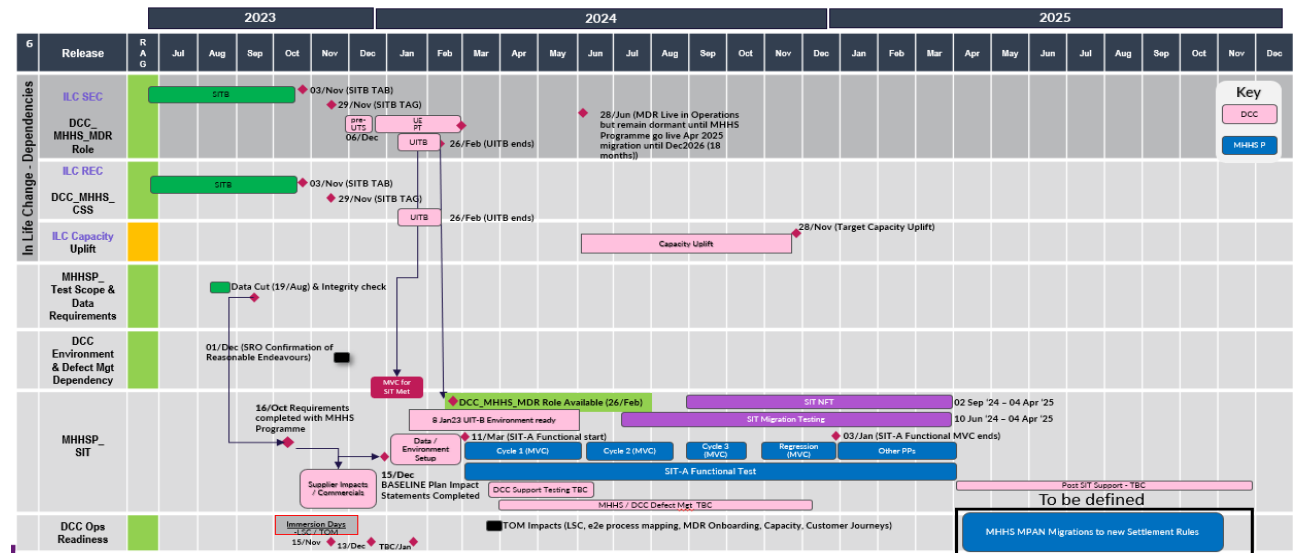 2023
2024
2025
6
Release
R
A
G
Jul
Aug
Sep
Oct
Nov
Dec
Jan
Feb
Mar
Apr
May
Jun
Jul
Aug
Sep
Oct
Nov
Dec
Jan
Feb
Mar
Apr
May
Jun
Jul
Aug
Sep
Oct
Nov
Dec
In Life Change - Dependencies
ILC SEC
DCC_
MHHS_MDR
Role
SITB
03/Nov (SITB TAB)
29/Nov (SITB TAG)
pre-
UTS
06/Dec
UE
PT
UITB
26/Feb (UITB ends)
28/Jun (MDR Live in Operations
but remain dormant until MHHS
Programme go live Apr 2025
migration until Dec2026 (18
months))
Key
DCC
MHHS P
ILC REC
DCC_MHHS_
CSS
SITB
03/Nov (SITB TAB)
29/Nov (SITB TAG)
UITB
26/Feb (UITB ends)
ILC Capacity
Uplift
Capacity Uplift
28/Nov (Target Capacity Uplift)
MHHSP_
Test Scope &
Data
Requirements
Data Cut (19/Aug) & Integrity check
DCC
Environment
& Defect Mgt
Dependency
01/Dec (SRO Confirmation of
Reasonable Endeavours)
MVC for
SIT Met
MHHSP_
SIT
16/Oct Requirements
completed with MHHS
Programme
DCC_MHHS_MDR Role Available (26/Feb)
SIT NFT
02 Sep '24 – 04 Apr '25
8 Jan23 UIT-B Environment ready
SIT Migration Testing
10 Jun '24 – 04 Apr '25
Data /
Environment
Setup
11/Mar (SIT-A Functional start)
03/Jan (SIT-A Functional MVC ends)
Cycle 1 (MVC)
Cycle 2 (MVC)
Cycle 3
(MVC)
Regression
(MVC)
Other PPs
SIT-A Functional Test
Supplier Impacts
/ Commercials
15/Dec
BASELINE Plan Impact
Statements Completed
DCC Support Testing TBC
Post SIT Support - TBC
MHHS / DCC Defect Mgt TBC
To be defined
DCC Ops
Readiness
Immersion Days
-LSC / TOM
15/Nov
13/Dec
TBC/Jan
TOM Impacts (LSC, e2e process mapping, MDR Onboarding, Capacity, Customer Journeys)
MHHS MPAN Migrations to new Settlement Rules